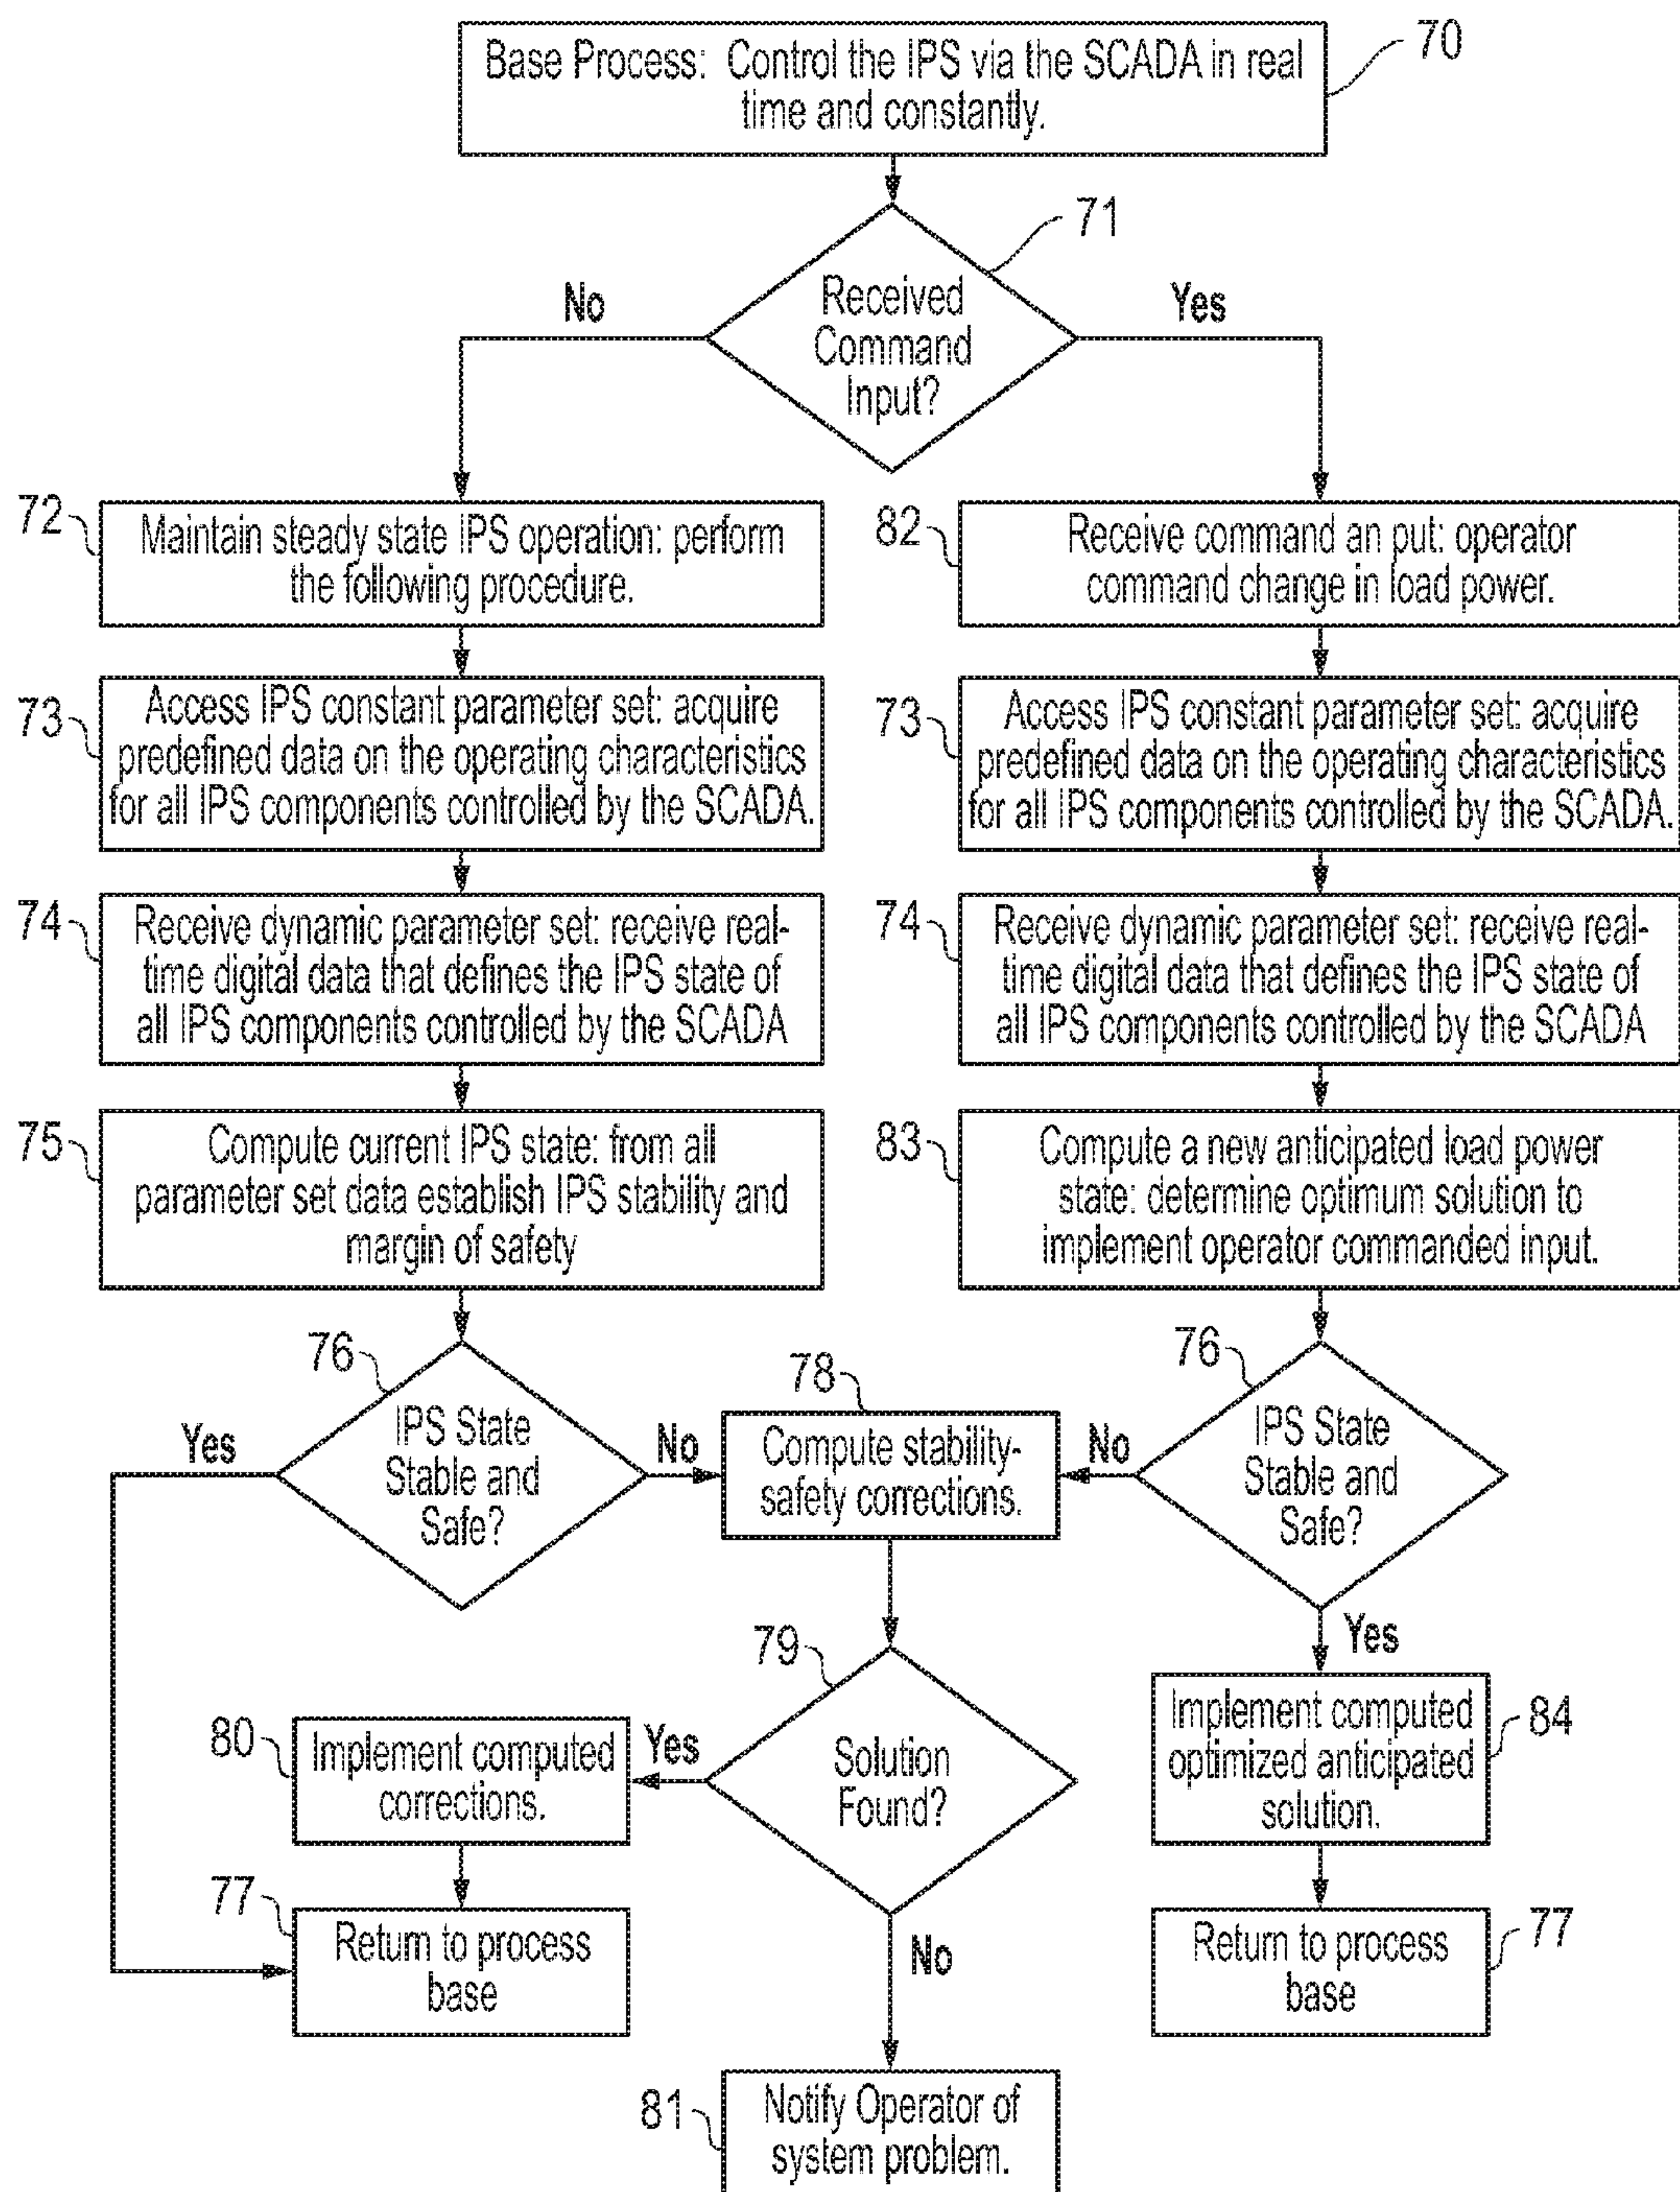 Base Process: Control the IPS via the SCADA in real
time and constantly.
70
71
Received
Command
Input?
No
Yes
72
Maintain steady state IPS operation: perform
the following procedure.
82
Receive command an put: operator
command change in load power.
73
Access IPS constant parameter set: acquire
predefined data on the operating characteristics
for all IPS components controlled by the SCADA.
73
Access IPS constant parameter set: acquire
predefined data on the operating characteristics
for all IPS components controlled by the SCADA.
74
Receive dynamic parameter set: receive real-
time digital data that defines the IPS state of
all IPS components controlled by the SCADA
74
Receive dynamic parameter set: receive real-
time digital data that defines the IPS state of
all IPS components controlled by the SCADA
75
Compute current IPS state: from all
parameter set data establish IPS stability and
margin of safety
83
Compute a new anticipated load power
state: determine optimum solution to
implement operator commanded input.
76
IPS State
Stable and
Safe?
Yes
No
78
Compute stability-
safety corrections.
76
IPS State
Stable and
Safe?
No
Yes
79
Solution
Found?
Yes
No
80
Implement computed
corrections.
84
Implement computed
optimized anticipated
solution.
77
Return to process
base
77
Return to process
base
81
Notify Operator of
system problem.